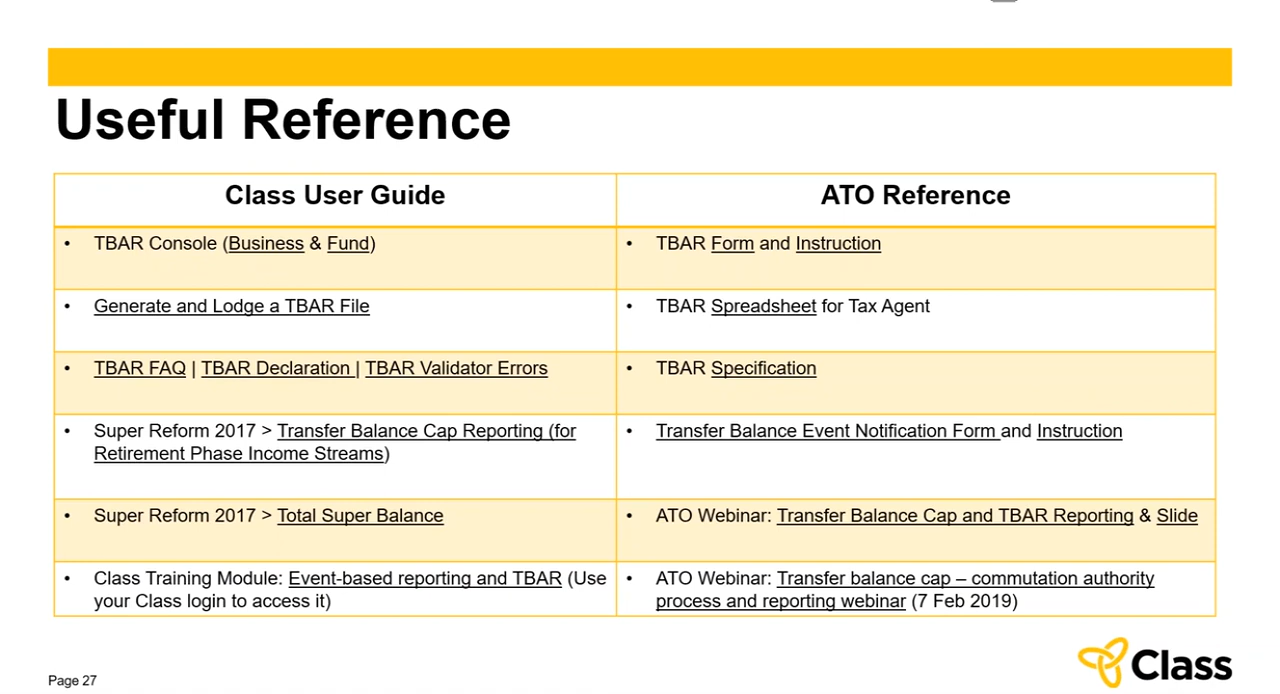 Useful Reference
Class User Guide
ATO Reference
• TBAR Console (Business & Fund)
• TBAR Form and Instruction
• Generate and Lodge a TBAR File
• TBAR Spreadsheet for Tax Agent
• TBAR FAQ | TBAR Declaration | TBAR Validator Errors
• TBAR Specification
• Super Reform 2017 > Transfer Balance Cap Reporting (for
Retirement Phase Income Streams)
• Transfer Balance Event Notification Form and Instruction
• Super Reform 2017 > Total Super Balance
• ATO Webinar: Transfer Balance Cap and TBAR Reporting & Slide
• Class Training Module: Event-based reporting and TBAR (Use
your Class login to access it)
• ATO Webinar: Transfer balance cap – commutation authority
process and reporting webinar (7 Feb 2019)
Class
Page 27